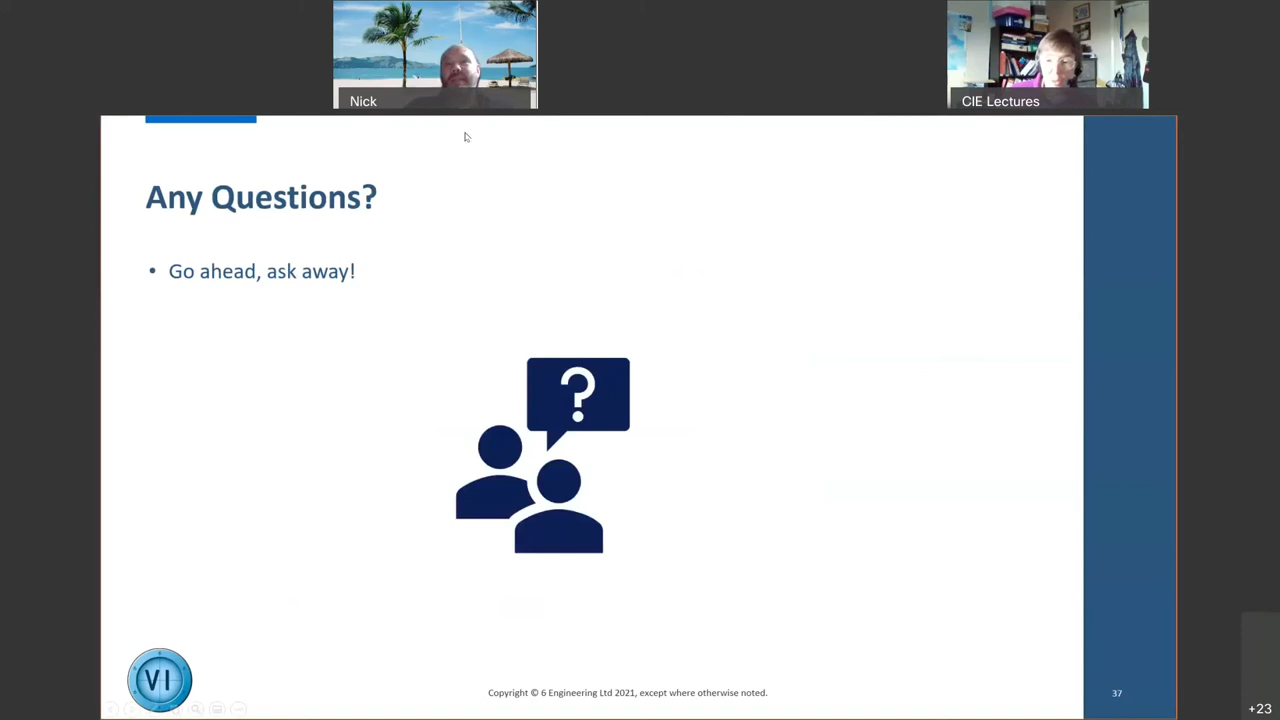 Nick
CIE Lectures
Any Questions?
• Go ahead, ask away!
?
VI
Copyright © 6 Engineering Ltd 2021, except where otherwise noted.
37
+23